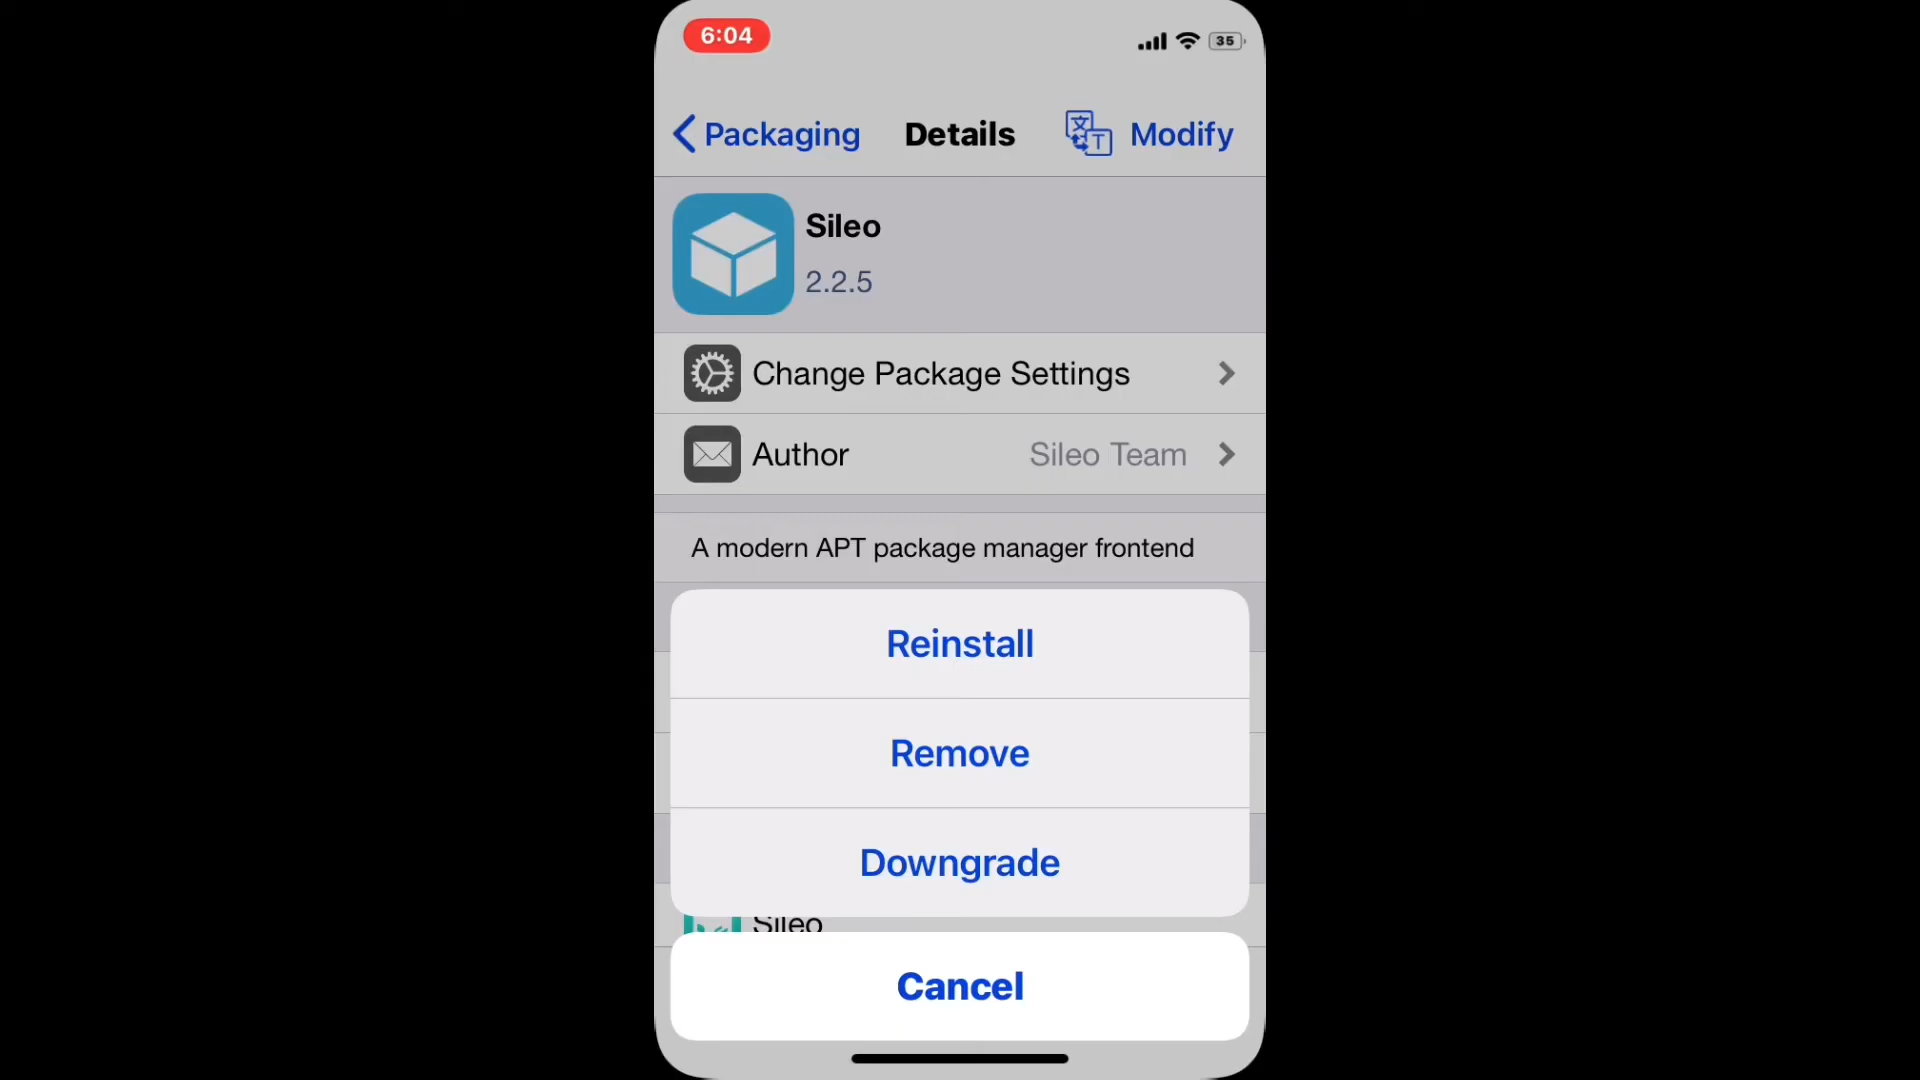 6:04
35
Packaging
Details
Modify
Sileo
2.2.5
Change Package Settings
Author
Sileo Team
A modern APT package manager frontend
Reinstall
Remove
Downgrade
Sileo
Cancel